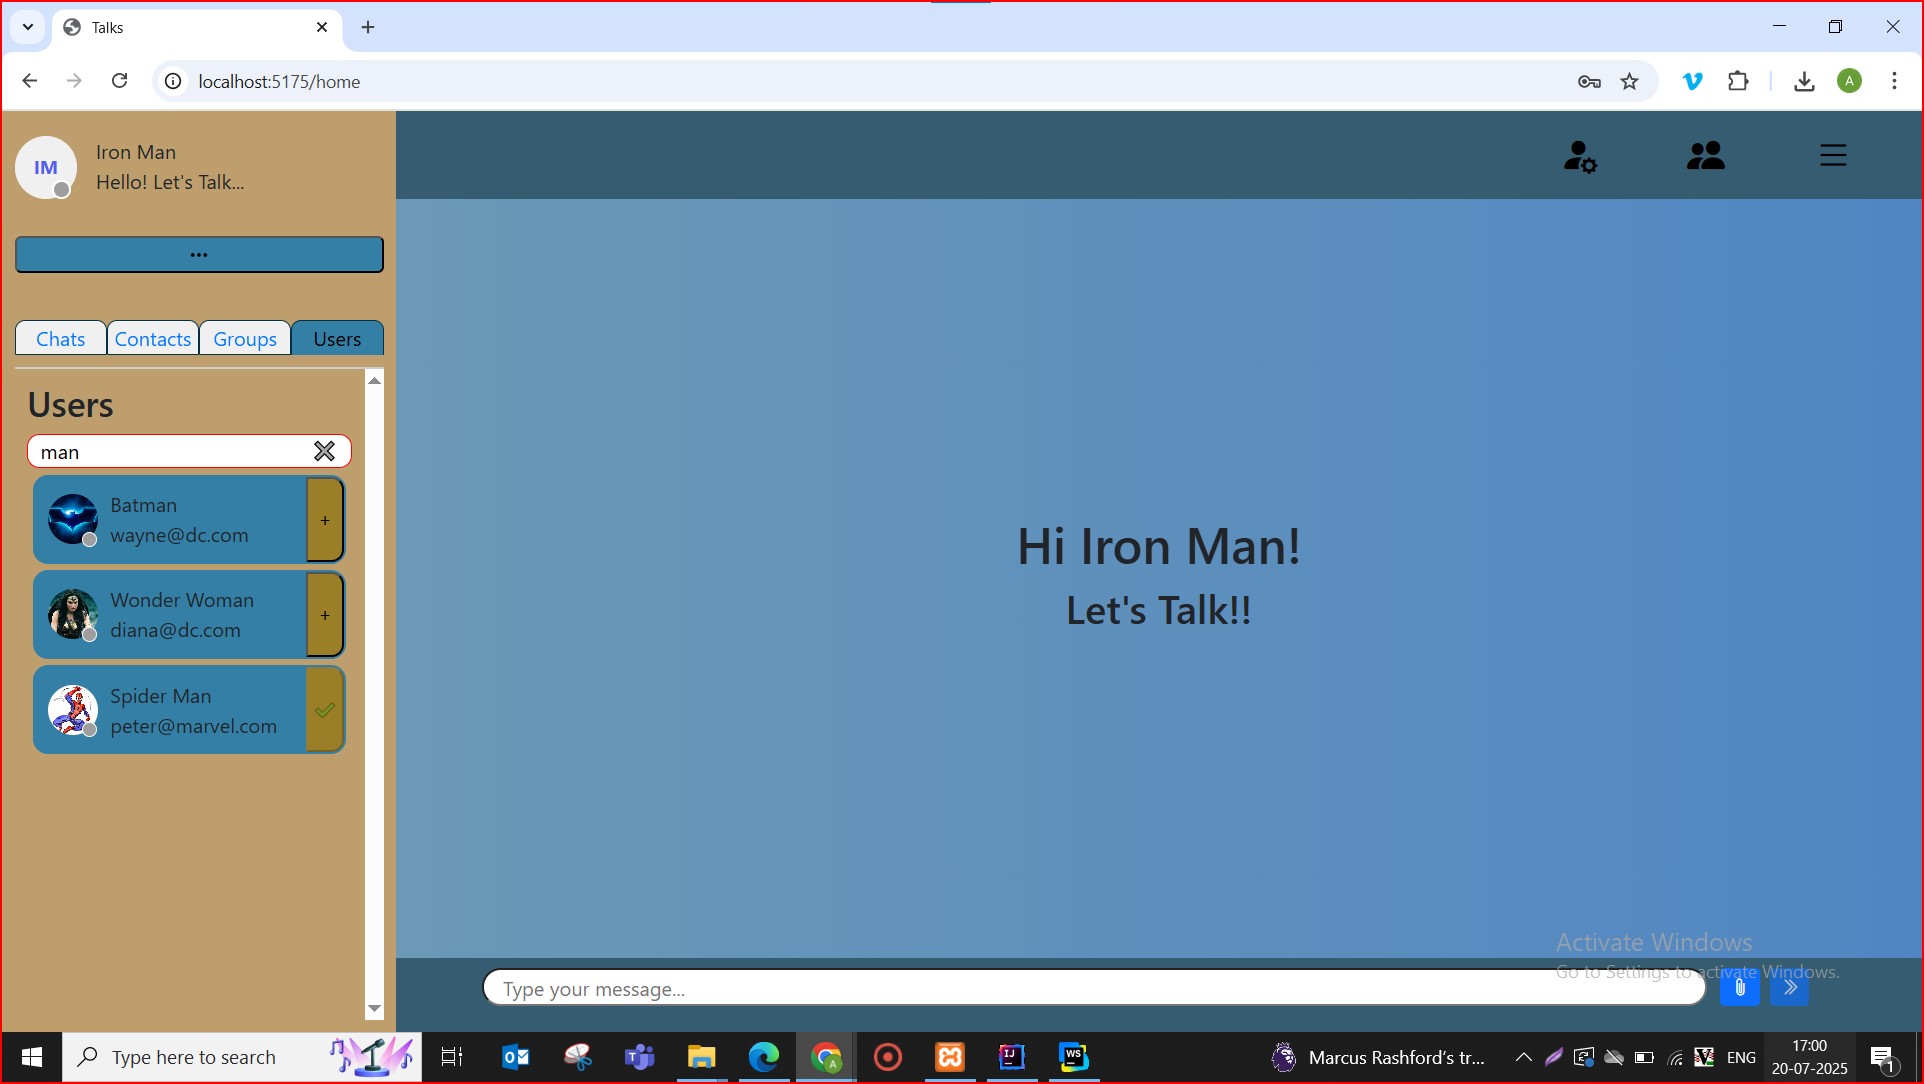 Talks
localhost:5175/home
A
IM
Iron Man
Hello! Let's Talk...
...
Chats
Contacts
Groups
Users
Users
man
Batman
wayne@dc.com
+
Wonder Woman
diana@dc.com
+
Spider Man
peter@marvel.com
Hi Iron Man!
Let's Talk!!
Activate Windows
Go to Settings to activate Windows.
Type your message...
Type here to search
Marcus Rashford's tr...
ENG
17:00
20-07-2025
1